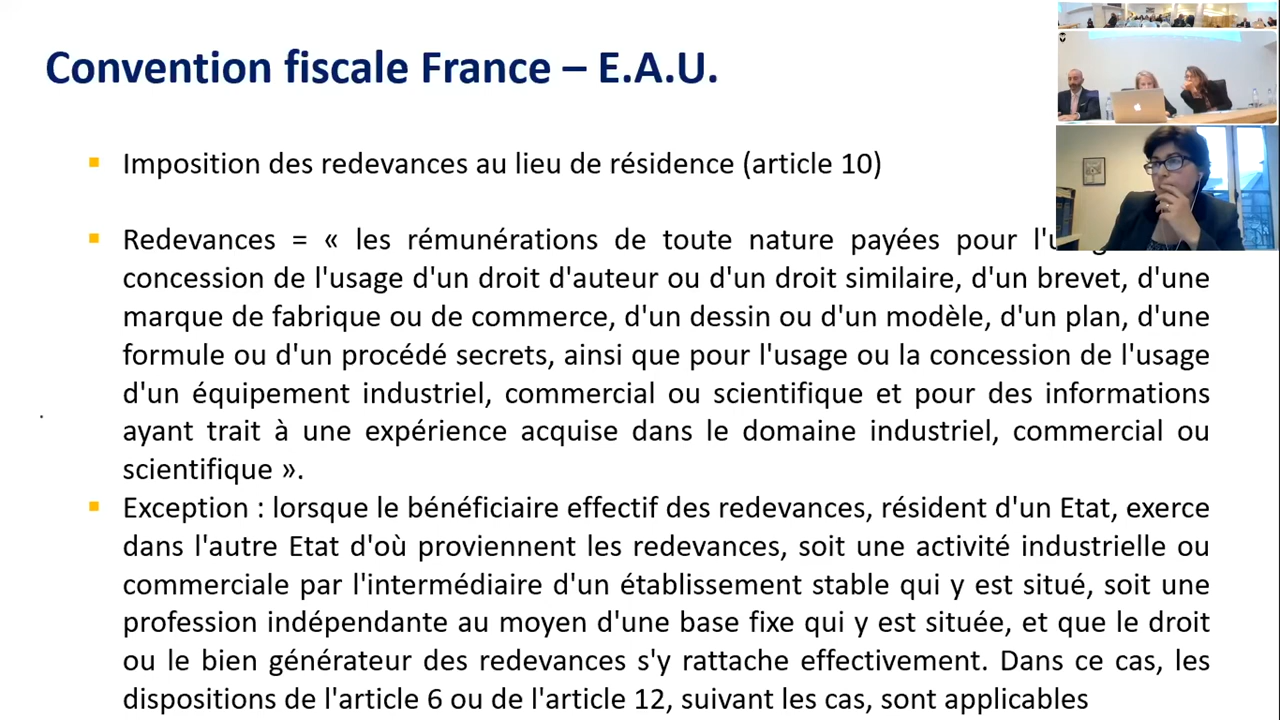 Convention fiscale France – E.A.U.
Imposition des redevances au lieu de résidence (article 10)
Redevances = « les rémunérations de toute nature payées pour
concession de l'usage d'un droit d'auteur ou d'un droit similaire, d'un brevet, d'une
marque de fabrique ou de commerce, d'un dessin ou d'un modèle, d'un plan, d'une
formule ou d'un procédé secrets, ainsi que pour l'usage ou la concession de l'usage
d'un équipement industriel, commercial ou scientifique et pour des informations
ayant trait à une expérience acquise dans le domaine industriel, commercial ou
scientifique ».
Exception : lorsque le bénéficiaire effectif des redevances, résident d'un Etat, exerce
dans l'autre Etat d'où proviennent les redevances, soit une activité industrielle ou
commerciale par l'intermédiaire d'un établissement stable qui y est situé, soit une
profession indépendante au moyen d'une base fixe qui y est située, et que le droit
ou le bien générateur des redevances s'y rattache effectivement. Dans ce cas, les
dispositions de l'article 6 ou de l'article 12, suivant les cas, sont applicables